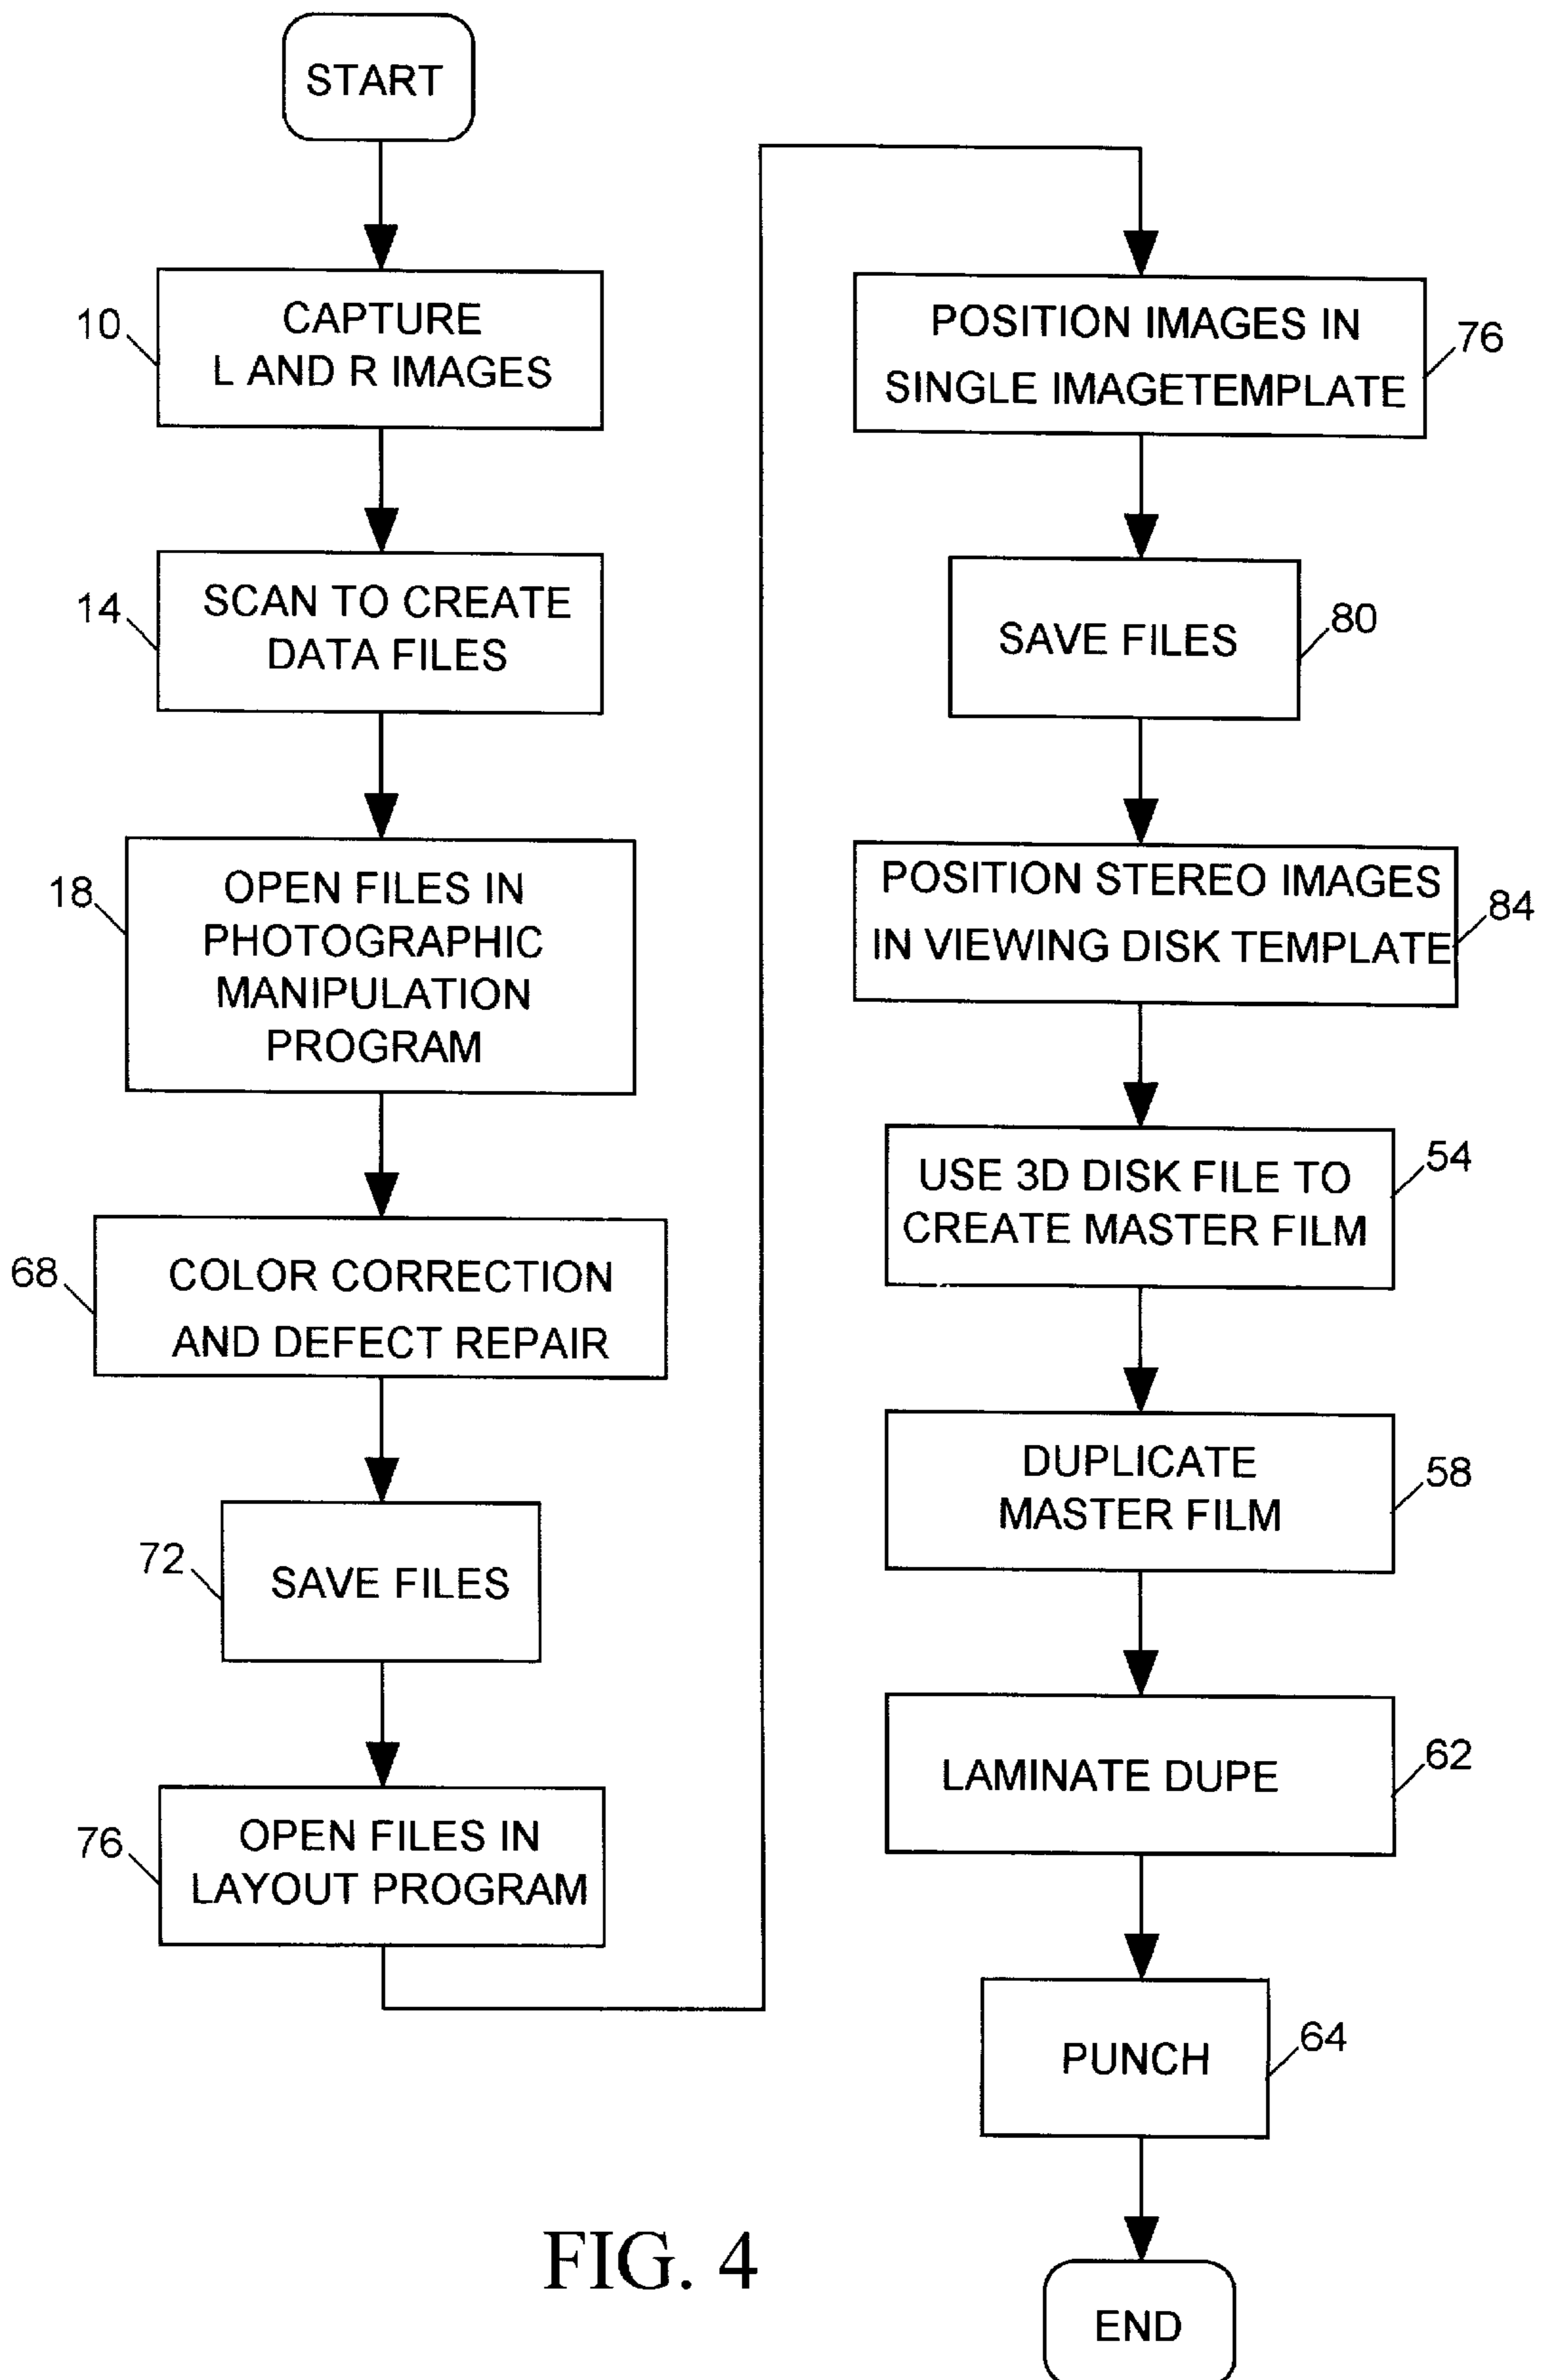 START
10
CAPTURE
L AND R IMAGES
14
SCAN TO CREATE
DATA FILES
18
OPEN FILES IN
PHOTOGRAPHIC
MANIPULATION
PROGRAM
68
COLOR CORRECTION
AND DEFECT REPAIR
72
SAVE FILES
76
OPEN FILES IN
LAYOUT PROGRAM
POSITION IMAGES IN
SINGLE IMAGETEMPLATE
76
SAVE FILES
80
POSITION STEREO IMAGES
IN VIEWING DISK TEMPLATE
84
USE 3D DISK FILE TO
CREATE MASTER FILM
54
DUPLICATE
MASTER FILM
58
LAMINATE DUPE
62
PUNCH
64
END
FIG. 4